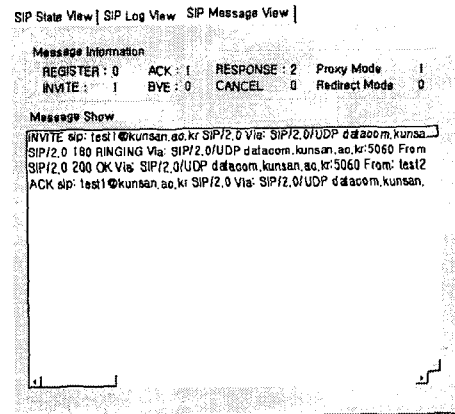 SIP State View | SIP Log View SIP Message View |
Message Information
REGISTER : 0 ACK : 1 RESPONSE : 2 Proxy Mode 1
INVITE : 1 BYE : 0 CANCEL 0 Redirect Mode 0
Message Show
INVITE sip: test1@kunsan.ac.kr SIP/2.0 Via: SIP/2.0/UDP datacom.kunsa
SIP/2.0 180 RINGING Via: SIP/2.0/UDP datacom.kunsan.ac.kr:5060 From
SIP/2.0 200 OK Via: SIP/2.0/UDP datacom.kunsan.ac.kr:5060 From: test2
ACK sip: test1@kunsan.ac.kr SIP/2.0 Via: SIP/2.0/UDP datacom.kunsan.